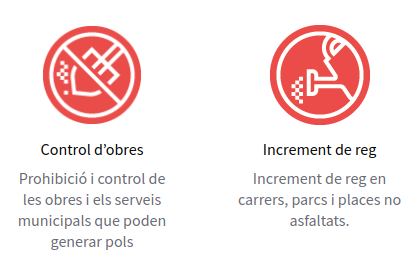 Control d’obres
Prohibició i control de
les obres i els serveis
municipals que poden
generar pols
Increment de reg
Increment de reg en
carrers, parcs i places no
asfaltats.